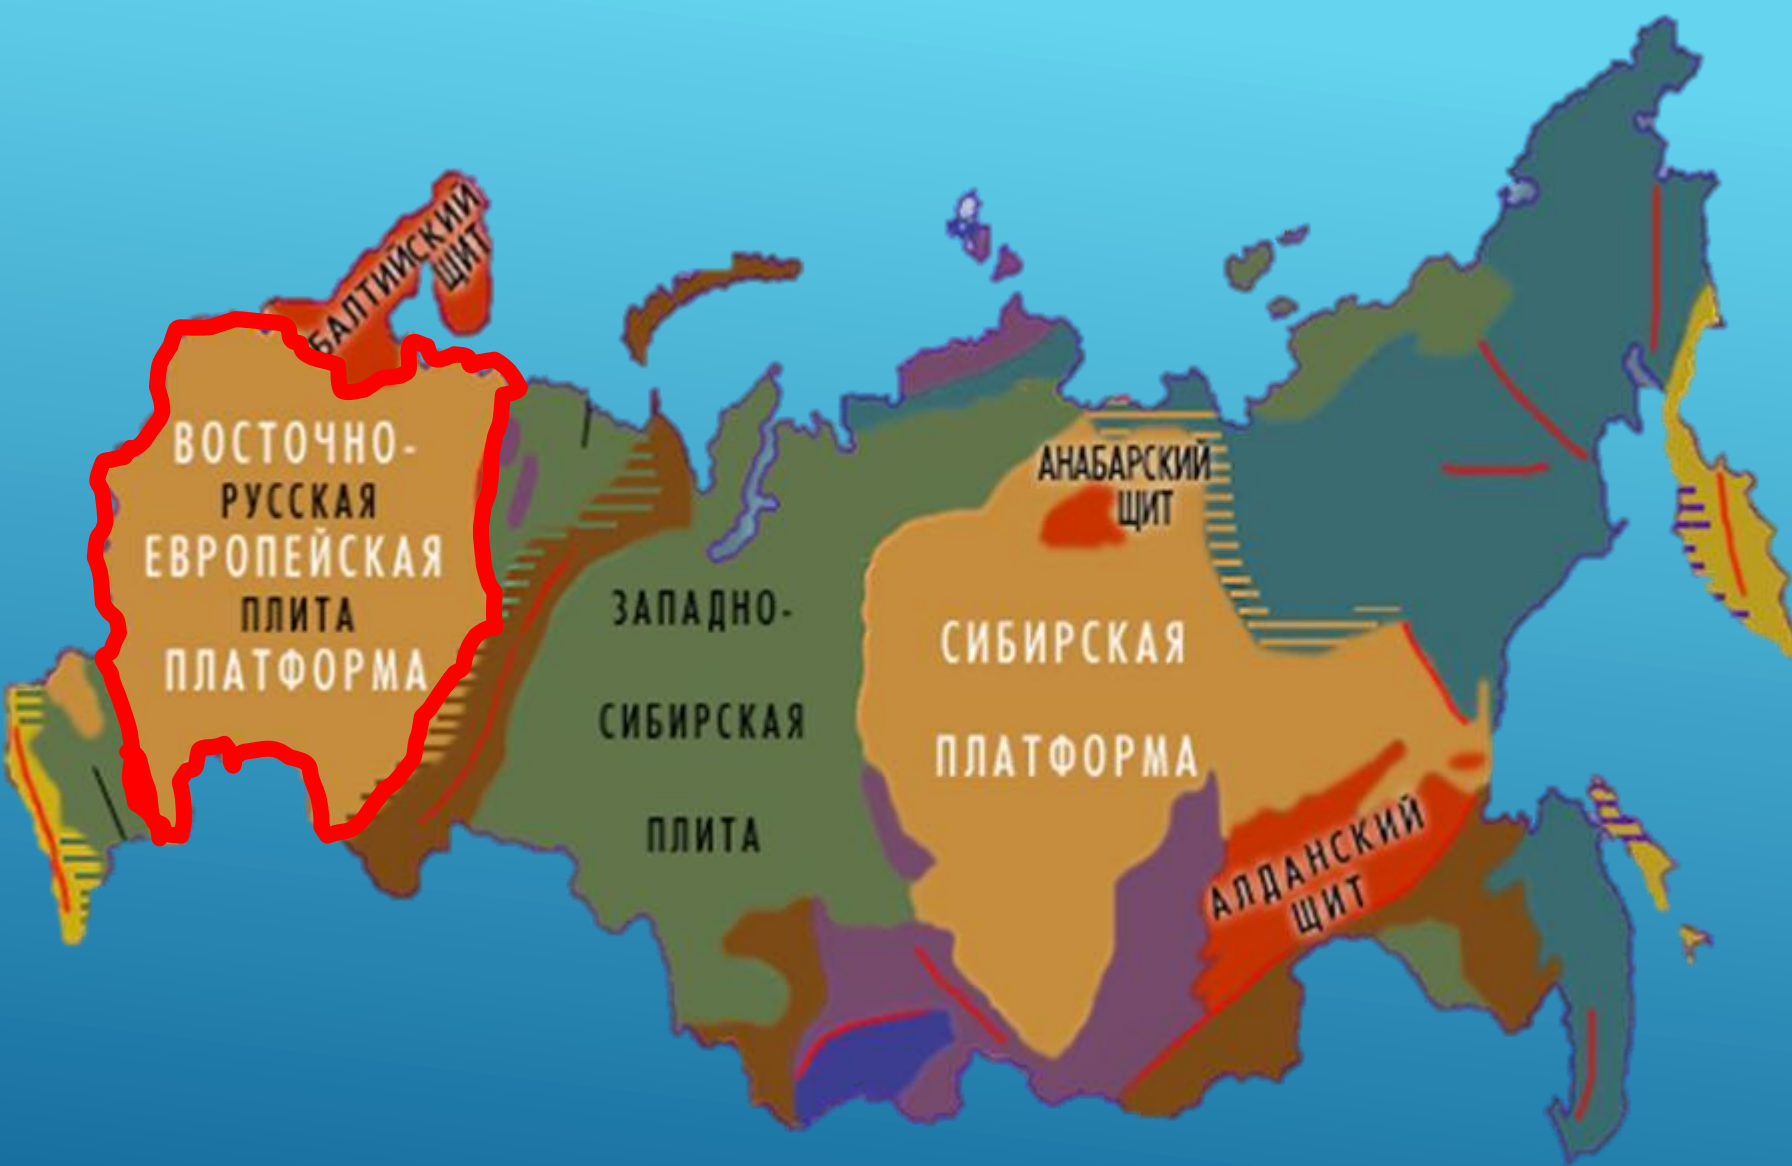 БАЛТИЙСКИЙ
ЩИТ
ВОСТОЧНО-
РУССКАЯ
ЕВРОПЕЙСКАЯ
ПЛИТА
ПЛАТФОРМА
ЗАПАДНО-
СИБИРСКАЯ
ПЛИТА
АНАБАРСКИЙ
ЩИТ
СИБИРСКАЯ
ПЛАТФОРМА
АЛДАНСКИЙ
ЩИТ